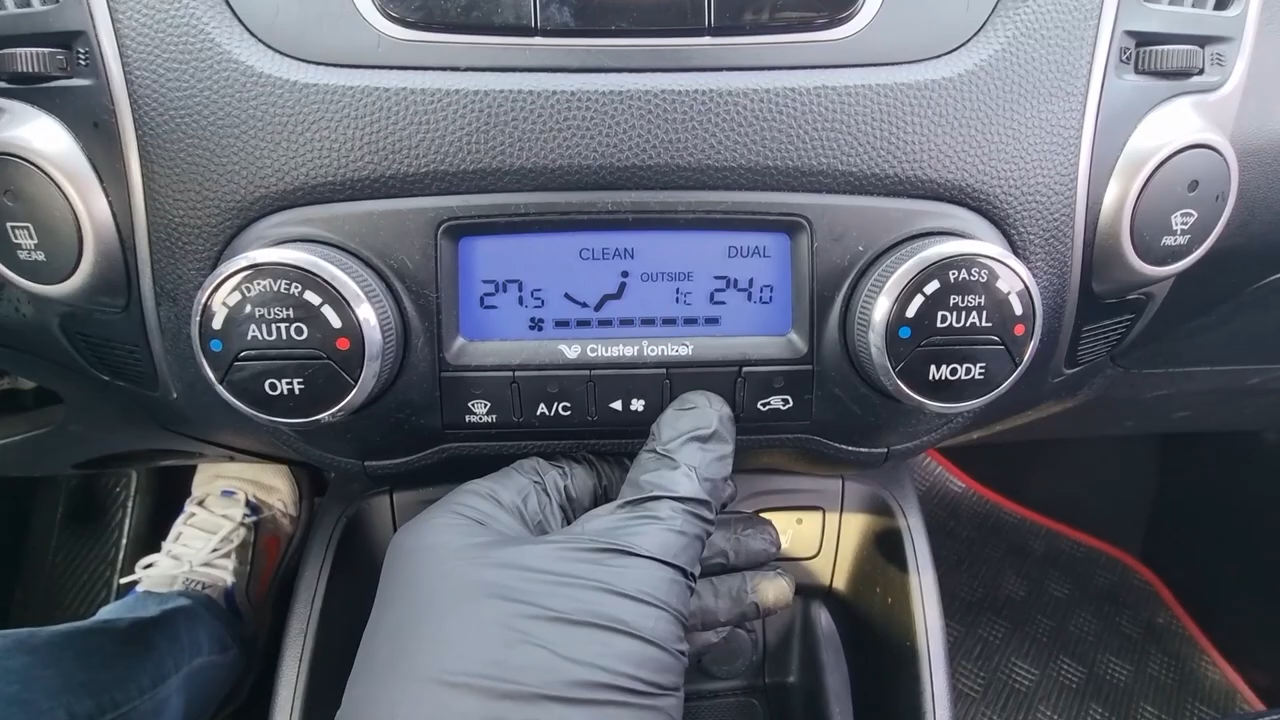 CLEAN
DUAL
27.5
OUTSIDE
1°C
24.0
Cluster ionizer
DRIVER
PUSH
AUTO
OFF
PASS
PUSH
DUAL
MODE
FRONT
A/C
REAR
FRONT
AIR